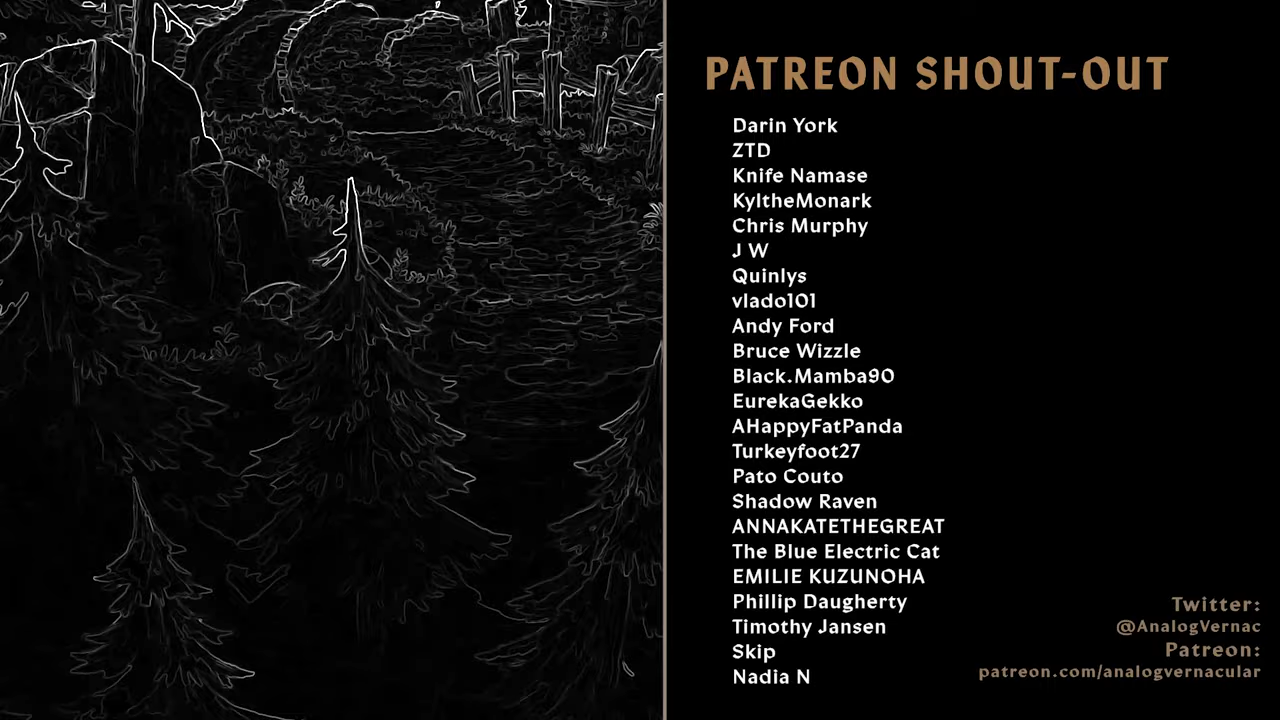 PATREON SHOUT-OUT
Darin York
ZTD
Knife Namase
KyltheMonark
Chris Murphy
J W
Quinlys
vlado101
Andy Ford
Bruce Wizzle
Black.Mamba90
EurekaGekko
AHappyFatPanda
Turkeyfoot27
Pato Couto
Shadow Raven
ANNAKATETHEGREAT
The Blue Electric Cat
EMILIE KUZUNOHA
Phillip Daugherty
Timothy Jansen
Skip
Nadia N
Twitter:
@AnalogVernac
Patreon:
patreon.com/analogvernacular